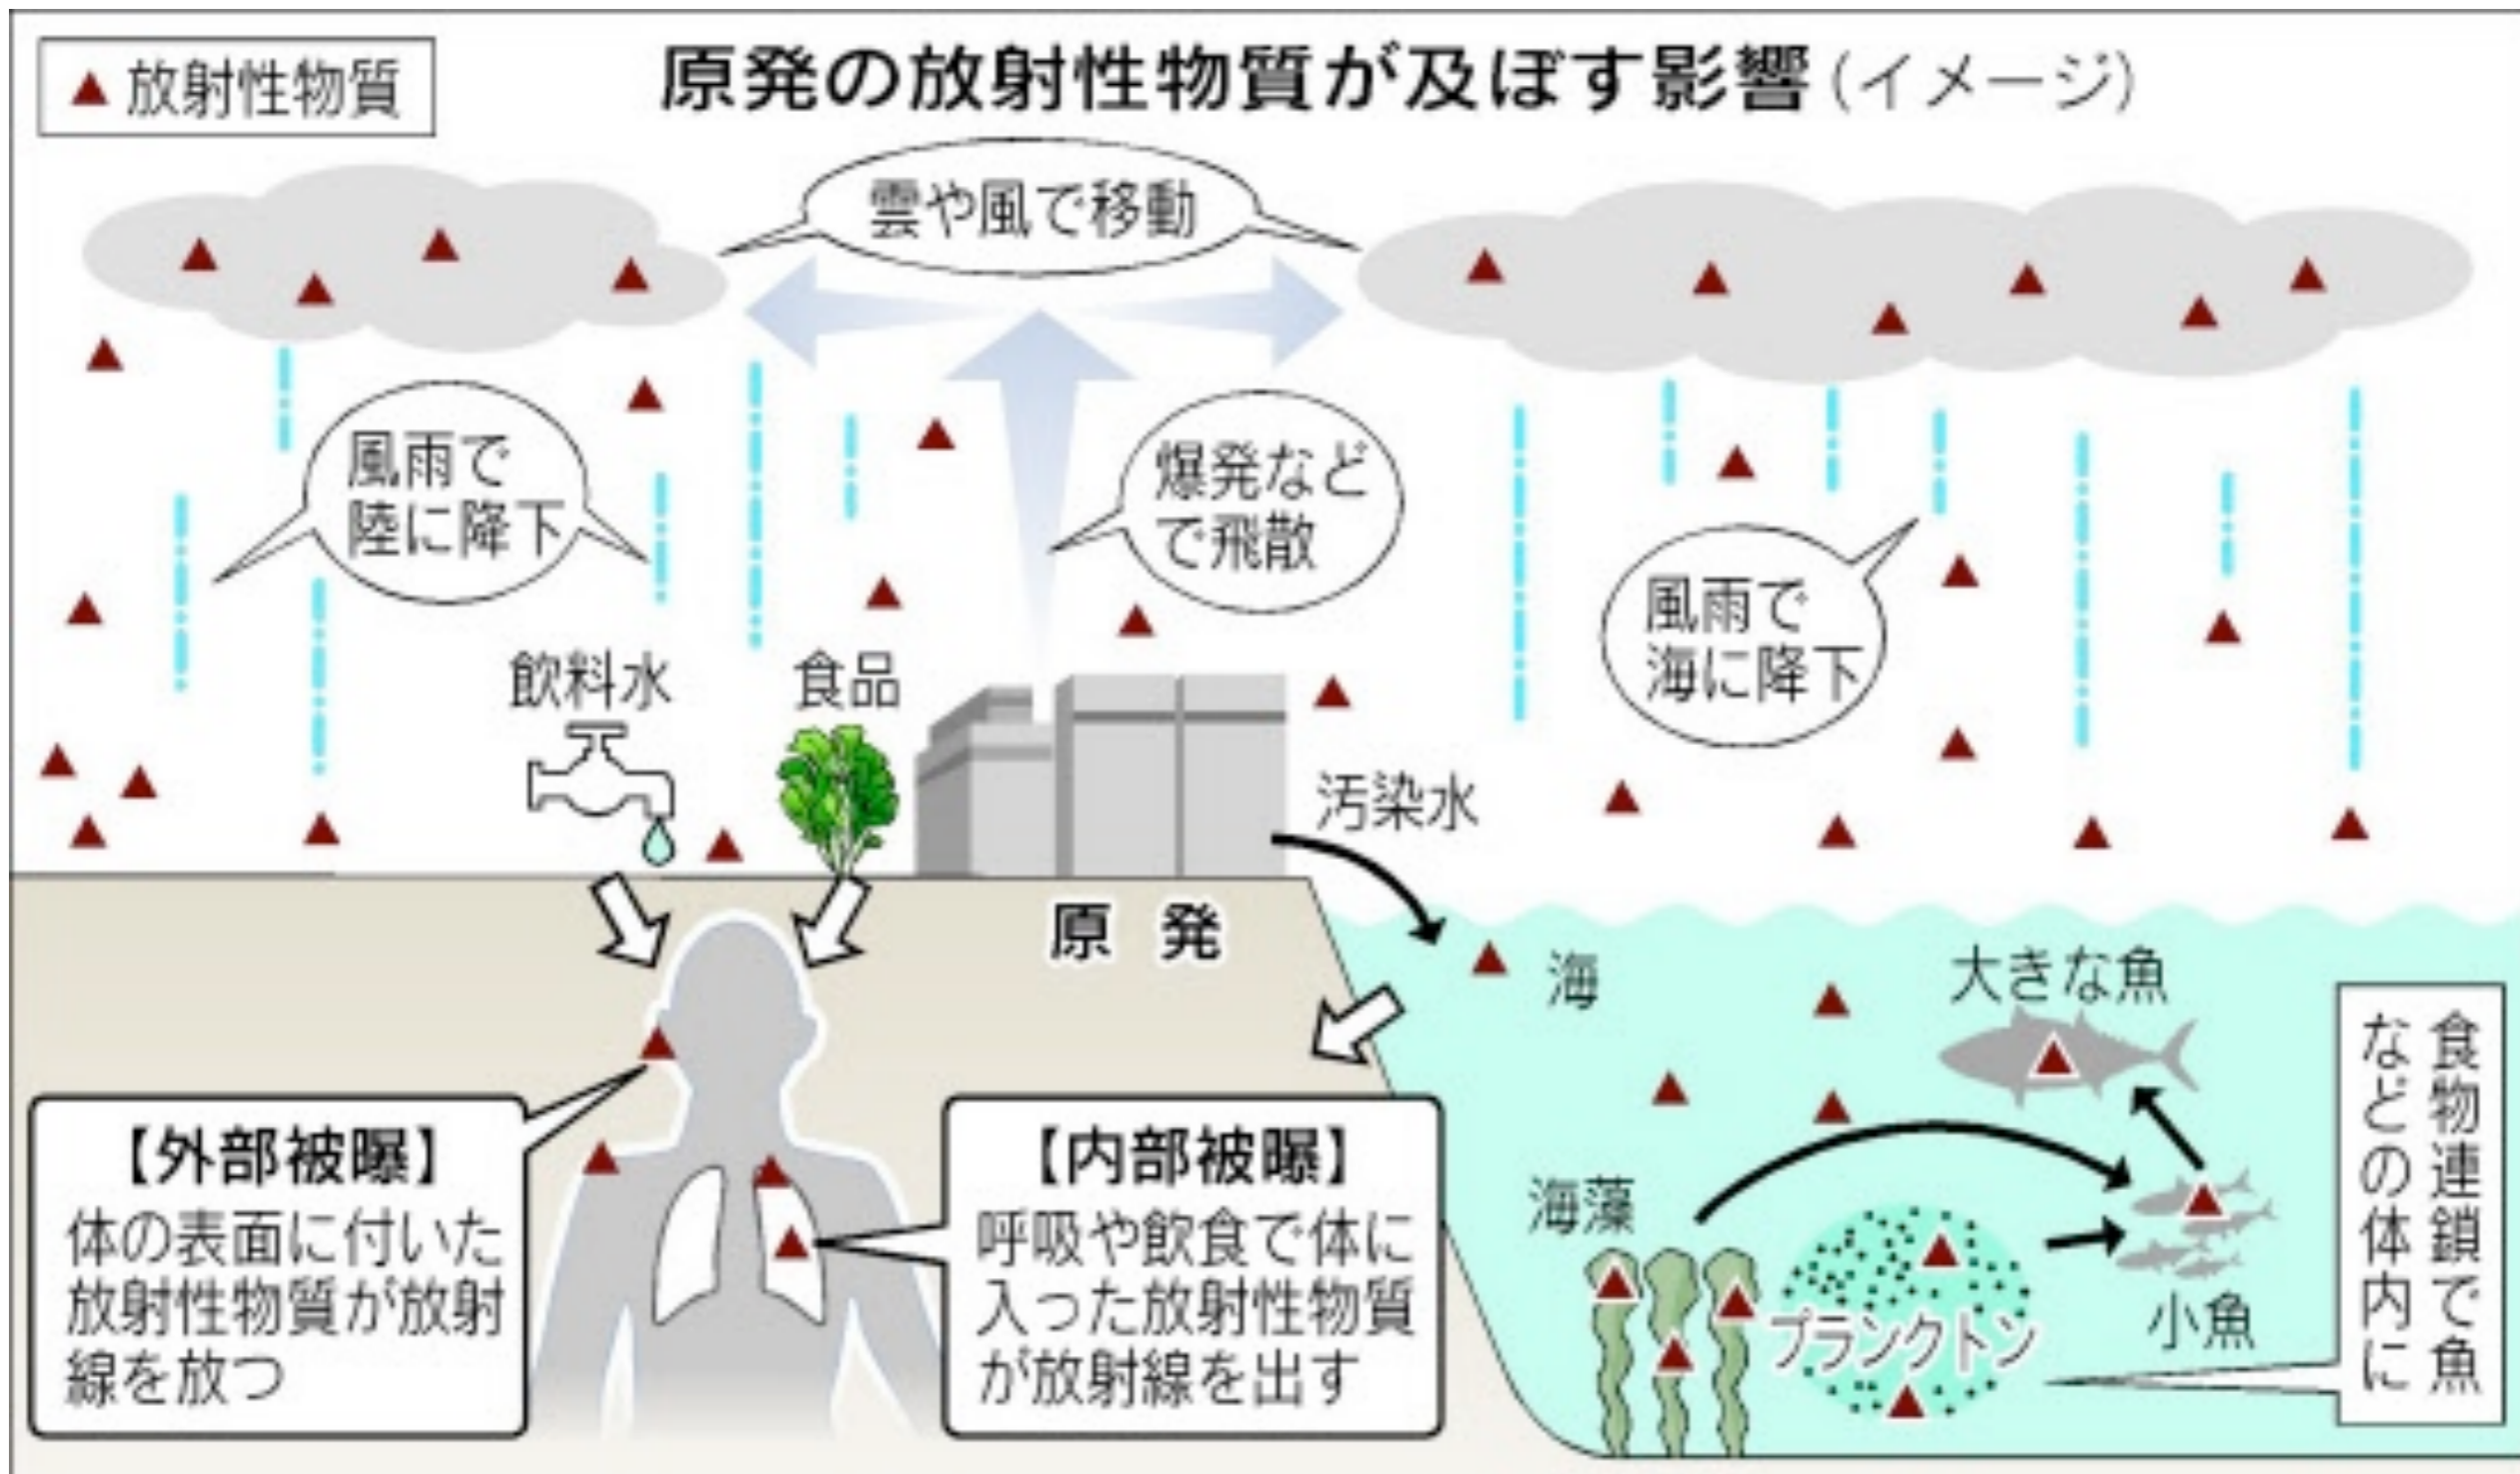 ▲放射性物質
原発の放射性物質が及ぼす影響(イメージ)
雲や風で移動
風雨で
陸に降下
爆発など
で飛散
風雨で
海に降下
飲料水
食品
汚染水
原発
海
大きな魚
食物連鎖で魚
などの体内に
【外部被曝】
体の表面に付いた
放射性物質が放射
線を放つ
【内部被曝】
呼吸や飲食で体に
入った放射性物質
が放射線を出す
海藻
プランクトン
小魚